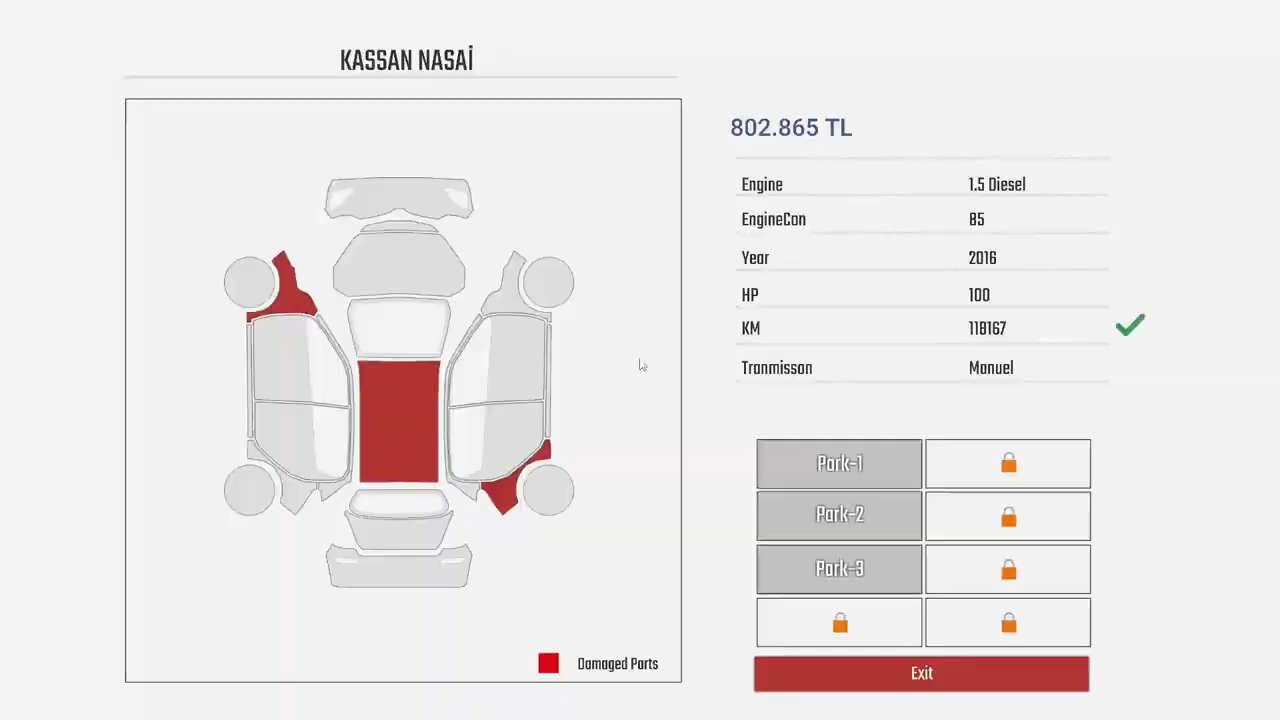 KASSAN NASAİ
802.865 TL
Engine 1.5 Diesel
EngineCon 85
Year 2016
HP 100
KM 118167
Tranmisson Manuel
Park-1
Park-2
Park-3
Exit
Damaged Parts